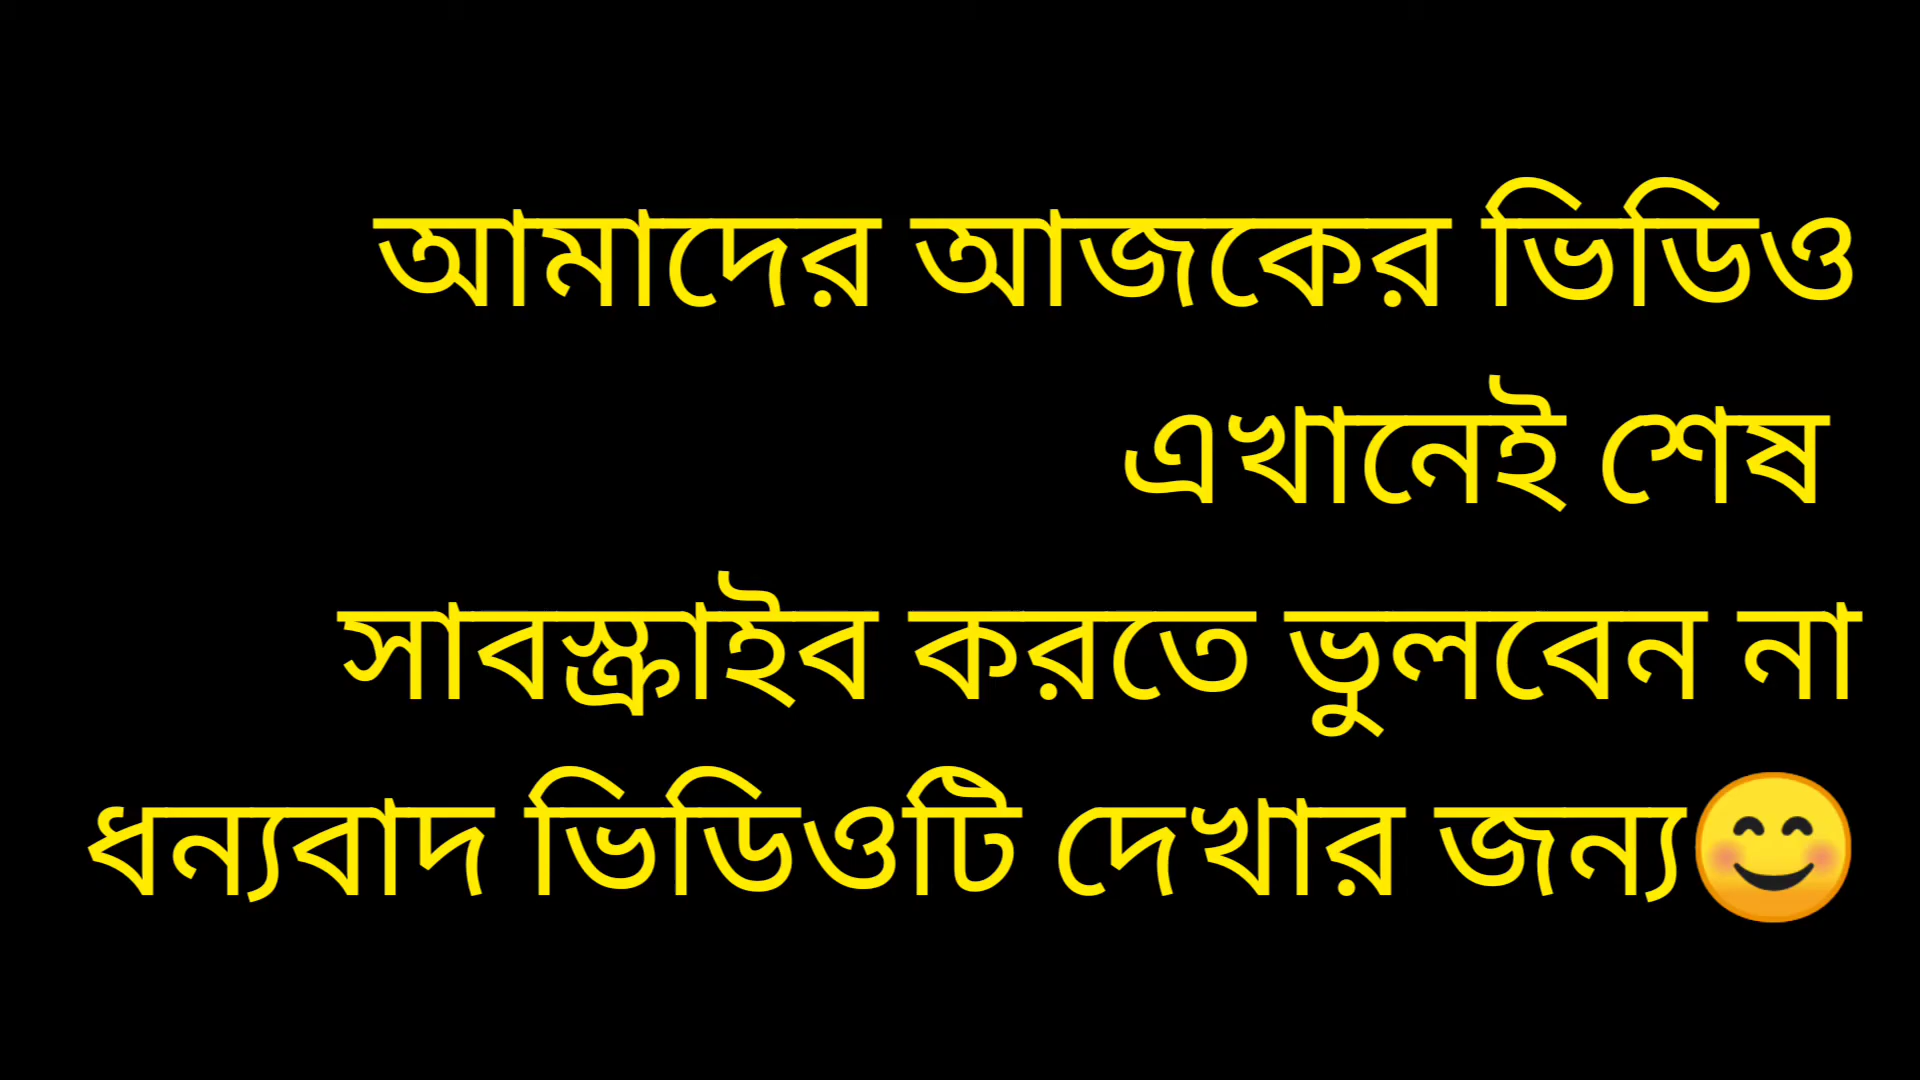 আমাদের আজকের ভিডিও
এখানেই শেষ
সাবস্ক্রাইব করতে ভুলবেন না
ধন্যবাদ ভিডিওটি দেখার জন্য😊